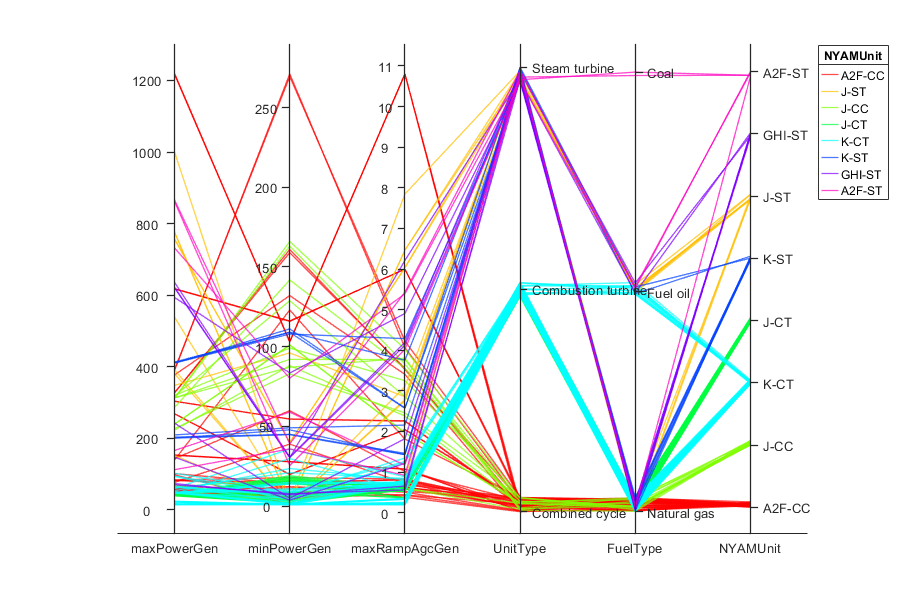 NYAMUnit
A2F-CC
J-ST
J-CC
J-CT
K-CT
K-ST
GHI-ST
A2F-ST
1200
1000
800
600
400
200
0
250
200
150
100
50
0
11
10
9
8
7
6
5
4
3
2
1
0
Steam turbine
Combustion turbine
Combined cycle
Coal
Fuel oil
Natural gas
A2F-ST
GHI-ST
J-ST
K-ST
J-CT
K-CT
J-CC
A2F-CC
maxPowerGen minPowerGen maxRampAgcGen UnitType FuelType NYAMUnit